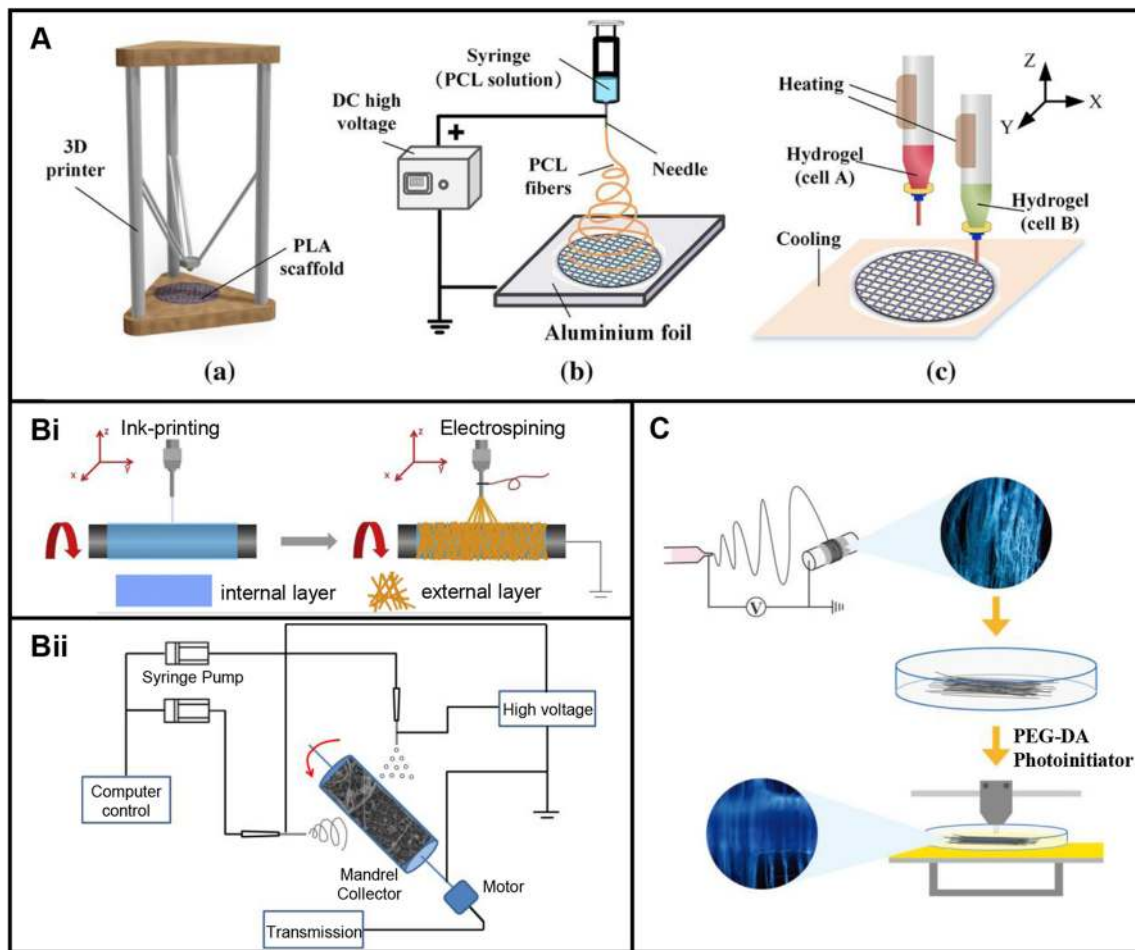 A
3D
printer
PLA
scaffold
(a)
DC high
voltage
+
Syringe
(PCL solution)
PCL
fibers
Needle
Aluminium foil
(b)
Heating
Hydrogel
(cell A)
Hydrogel
(cell B)
Cooling
Z
X
Y
(c)
Bi
Ink-printing
z
x
y
Electrospining
z
x
y
internal layer
external layer
Bii
Syringe Pump
High voltage
Computer
control
Mandrel
Collector
Motor
Transmission
C
V
PEG-DA
Photoinitiator